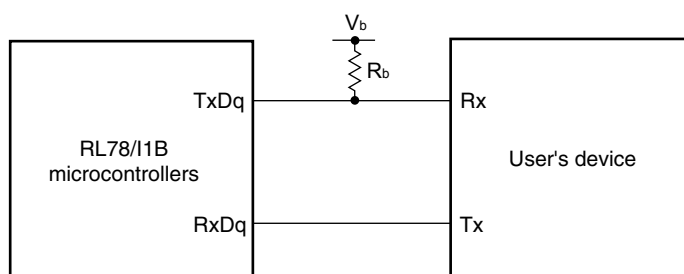 Vb
Rb
TxDq
Rx
RL78/I1B
microcontrollers
User's device
RxDq
Tx